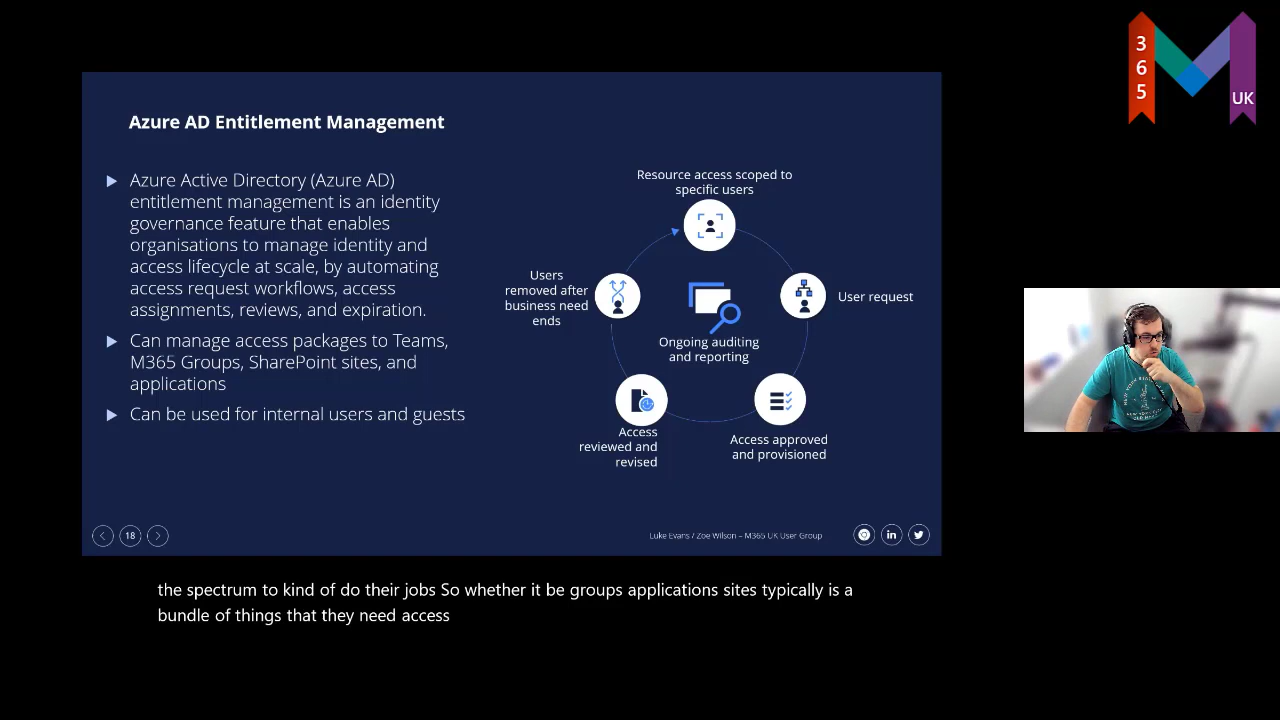 3
6
5
UK
Azure AD Entitlement Management
Azure Active Directory (Azure AD)
entitlement management is an identity
governance feature that enables
organisations to manage identity and
access lifecycle at scale, by automating
access request workflows, access
assignments, reviews, and expiration.
Can manage access packages to Teams,
M365 Groups, SharePoint sites, and
applications
Can be used for internal users and guests
Resource access scoped to
specific users
User request
Access approved
and provisioned
Access
reviewed and
revised
Users
removed after
business need
ends
Ongoing auditing
and reporting
18
Luke Evans / Zoe Wilson – M365 UK User Group
in
the spectrum to kind of do their jobs So whether it be groups applications sites typically is a
bundle of things that they need access